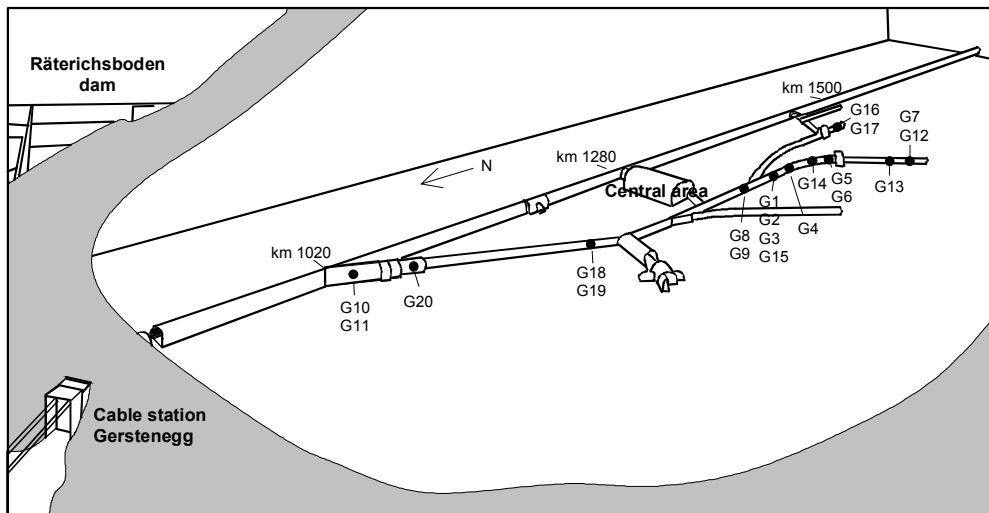 Räterichsboden
dam
km 1500
G16
G17
G7
G12
N
km 1280
Central area
G14
G5
G6
G13
G1
G2
G3
G15
G4
G8
G9
km 1020
G18
G19
G20
G10
G11
Cable station
Gerstenegg